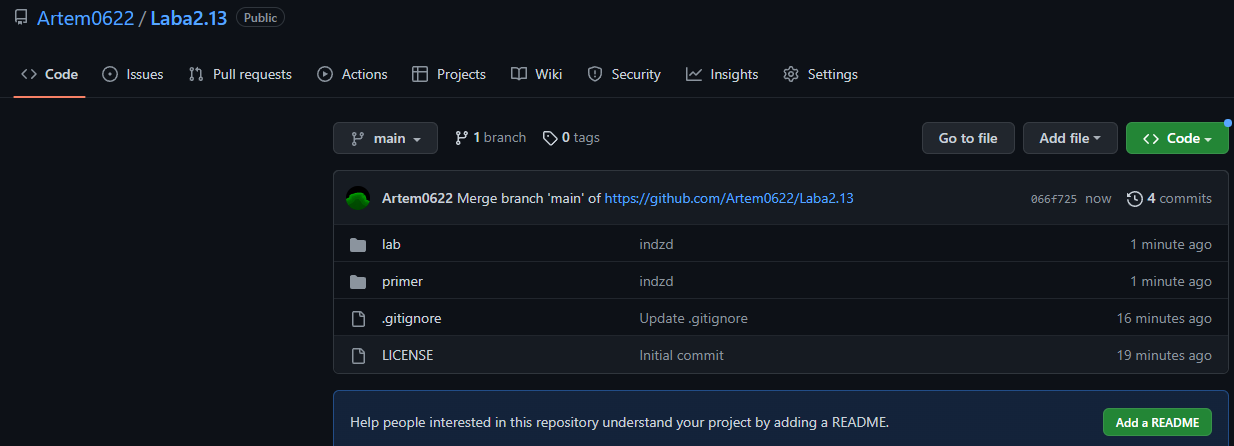 Artem0622 / Laba2.13 Public
Code Issues Pull requests Actions Projects Wiki Security Insights Settings
main 1 branch 0 tags Go to file Add file Code
Artem0622 Merge branch 'main' of https://github.com/Artem0622/Laba2.13 066f725 now 4 commits
lab indzd 1 minute ago
primer indzd 1 minute ago
.gitignore Update .gitignore 16 minutes ago
LICENSE Initial commit 19 minutes ago
Help people interested in this repository understand your project by adding a README. Add a README